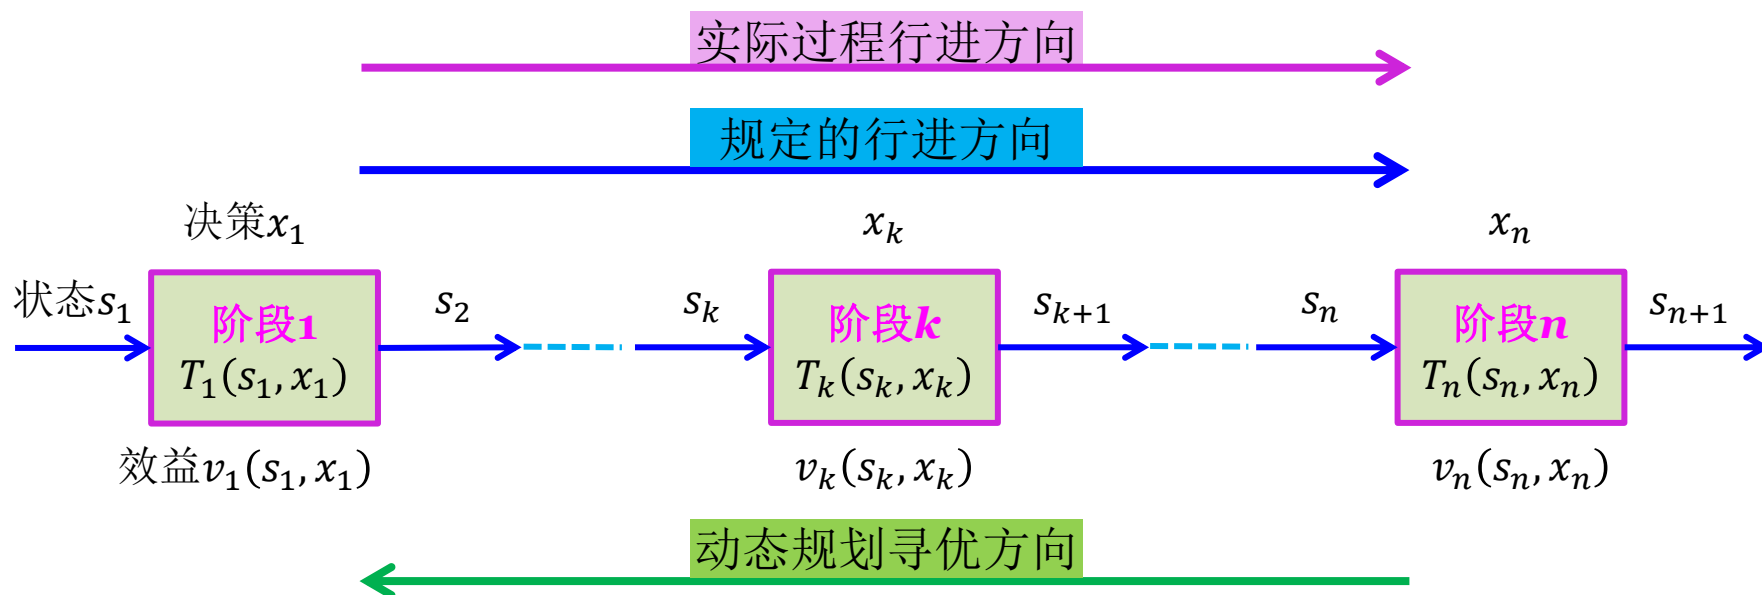 实际过程行进方向
规定的行进方向
决策x₁
x_k
x_n
状态s₁
阶段1
T₁(s₁, x₁)
s₂
s_k
阶段k
T_k(s_k, x_k)
s_{k+1}
s_n
阶段n
T_n(s_n, x_n)
s_{n+1}
效益v₁(s₁, x₁)
v_k(s_k, x_k)
v_n(s_n, x_n)
动态规划寻优方向